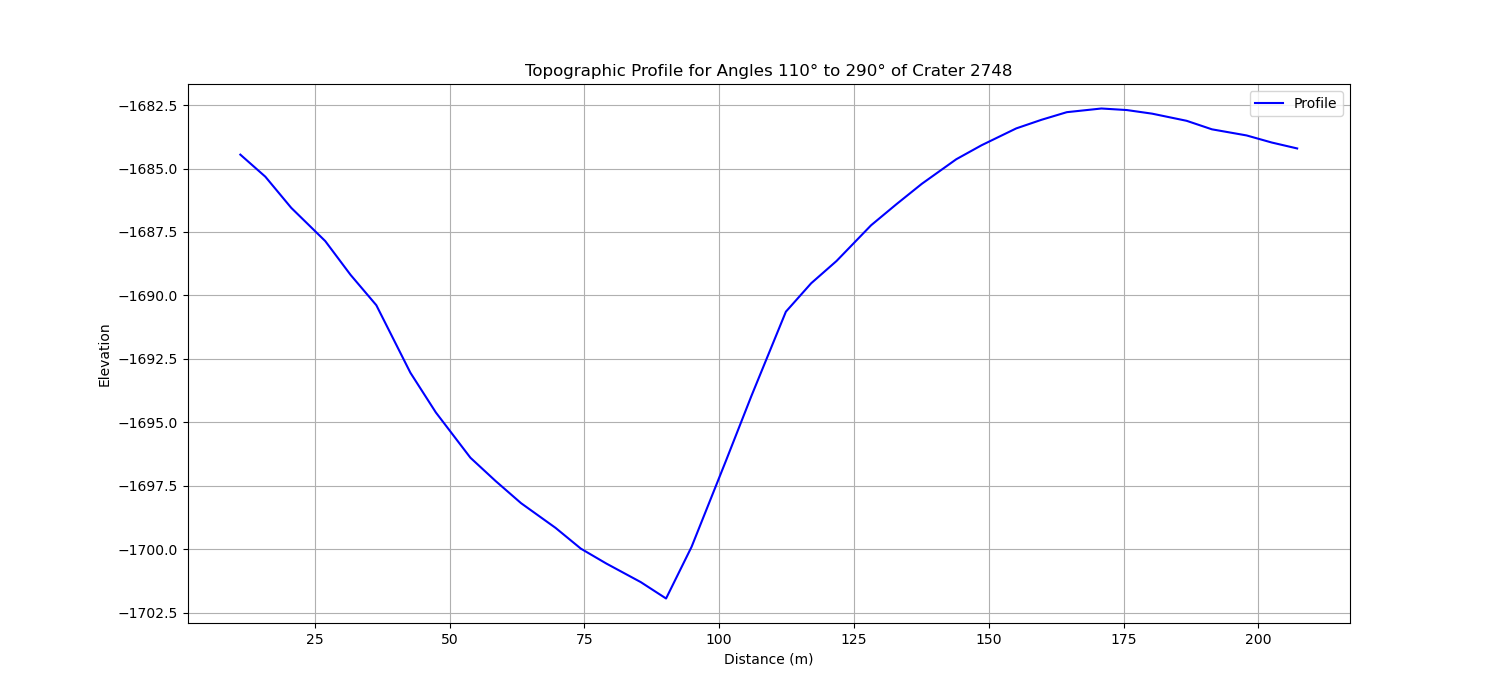 Topographic Profile for Angles 110° to 290° of Crater 2748
Profile
Elevation
−1682.5
−1685.0
−1687.5
−1690.0
−1692.5
−1695.0
−1697.5
−1700.0
−1702.5
25 50 75 100 125 150 175 200
Distance (m)